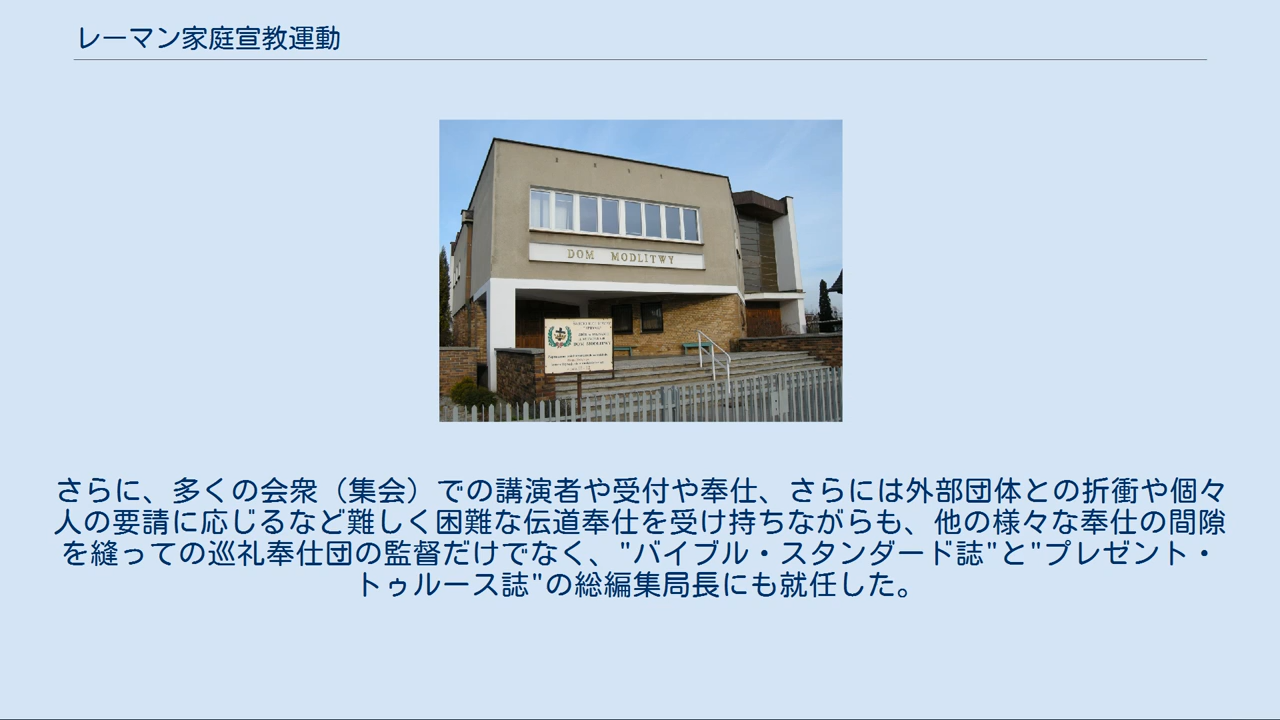 レーマン家庭宣教運動
DOM MODLITWY
DOM MODLITWY
さらに、多くの会衆（集会）での講演者や受付や奉仕、さらには外部団体との折衝や個々
人の要請に応じるなど難しく困難な伝道奉仕を受け持ちながらも、他の様々な奉仕の間隙
を縫っての巡礼奉仕団の監督だけでなく、"バイブル・スタンダード誌"と"プレゼント・
トゥルース誌"の総編集局長にも就任した。